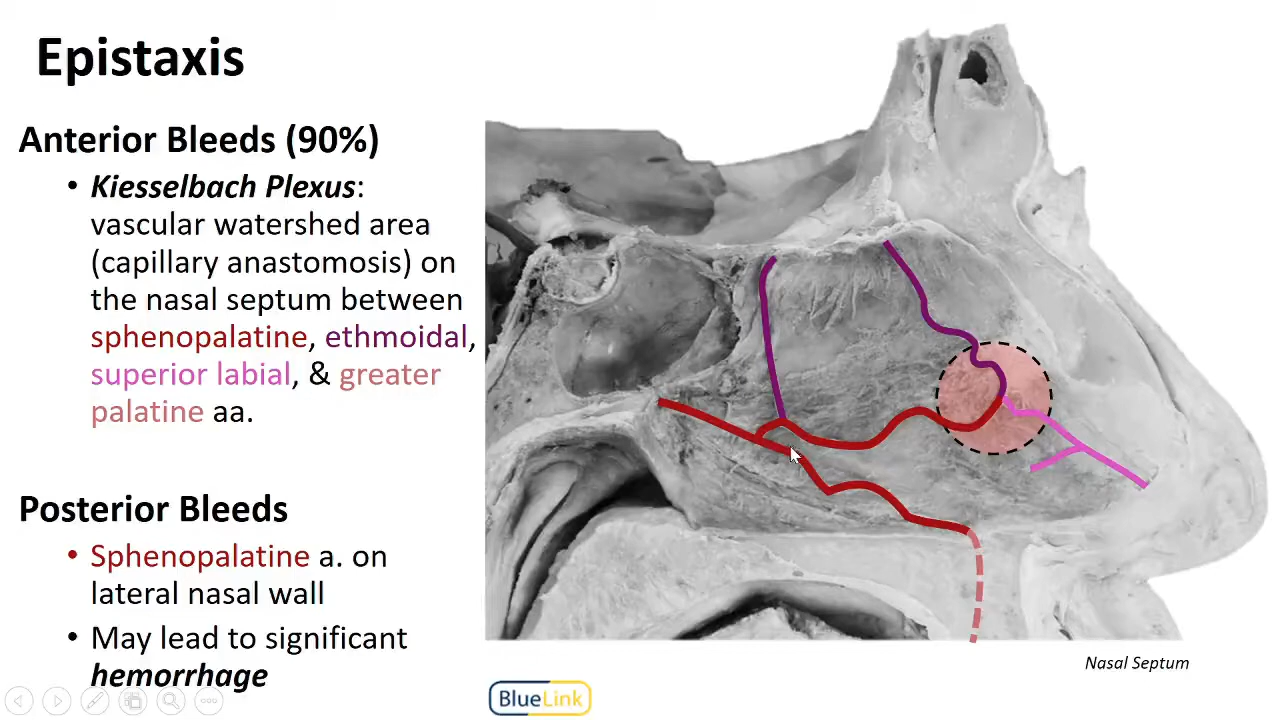 Epistaxis
Anterior Bleeds (90%)
• Kiesselbach Plexus:
vascular watershed area
(capillary anastomosis) on
the nasal septum between
sphenopalatine, ethmoidal,
superior labial, & greater
palatine aa.
Posterior Bleeds
• Sphenopalatine a. on
lateral nasal wall
• May lead to significant
hemorrhage
Nasal Septum
BlueLink